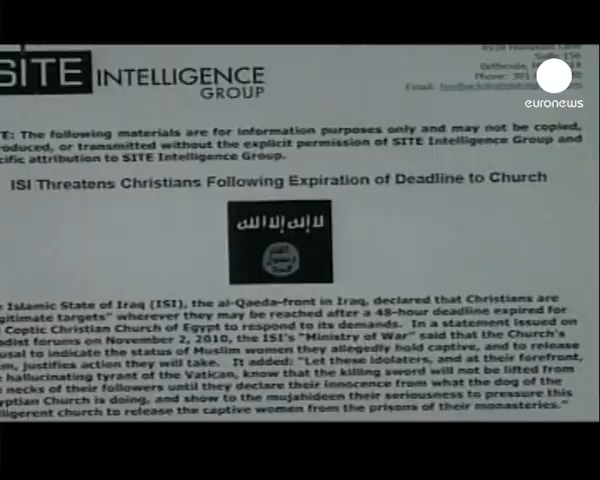 SITE INTELLIGENCE
GROUP
Suite 156
Phone: 301
Email:
euronews
E: The following materials are for information purposes only and may not be copied,
roduced, or transmitted without the explicit permission of SITE Intelligence Group and
cific attribution to SITE Intelligence Group.
ISI Threatens Christians Following Expiration of Deadline to Church
لا إله إلا الله
الله
رسول
محمد
Islamic State of Iraq (ISI), the al-Qaeda-front in Iraq, declared that Christians are
gitimate targets" wherever they may be reached after a 48-hour deadline expired for
Coptic Christian Church of Egypt to respond to its demands. In a statement issued on
adist forums on November 2, 2010, the ISI's "Ministry of War" said that the Church's
usal to indicate the status of Muslim women they allegedly hold captive, and to release
m, justifies action they will take. It added: "Let these idolaters, and at their forefront,
hallucinating tyrant of the Vatican, know that the killing sword will not be lifted from
necks of their followers until they declare their innocence from what the dog of the
ptian Church is doing, and show to the mujahideen their seriousness to pressure this
lligerent church to release the captive women from the prisons of their monasteries."